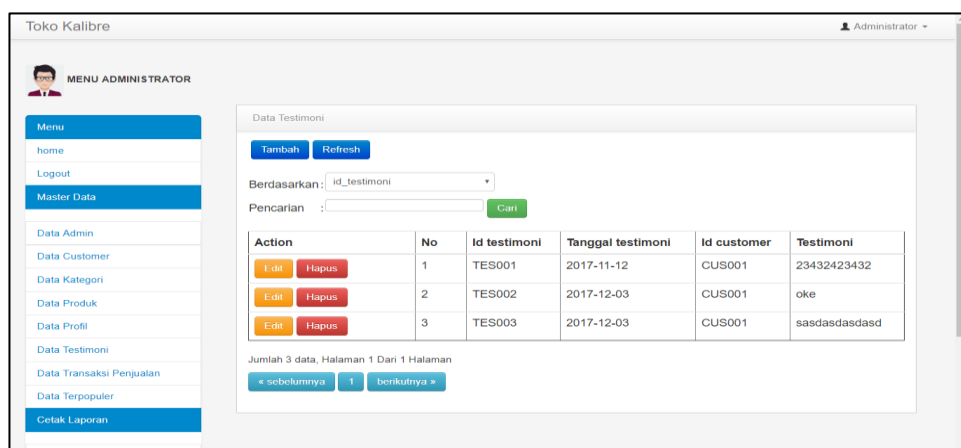 Toko Kalibre
Administrator
MENU ADMINISTRATOR
Menu
home
Logout
Master Data
Data Admin
Data Customer
Data Kategori
Data Produk
Data Profil
Data Testimoni
Data Transaksi Penjualan
Data Terpopuler
Cetak Laporan
Data Testimoni
Tambah Refresh
Berdasarkan : id_testimoni
Pencarian : Cari
Action No Id testimoni Tanggal testimoni Id customer Testimoni
Edit Hapus 1 TES001 2017-11-12 CUS001 23432423432
Edit Hapus 2 TES002 2017-12-03 CUS001 oke
Edit Hapus 3 TES003 2017-12-03 CUS001 sasdasdasdasd
Jumlah 3 data, Halaman 1 Dari 1 Halaman
« sebelumnya 1 berikutnya »